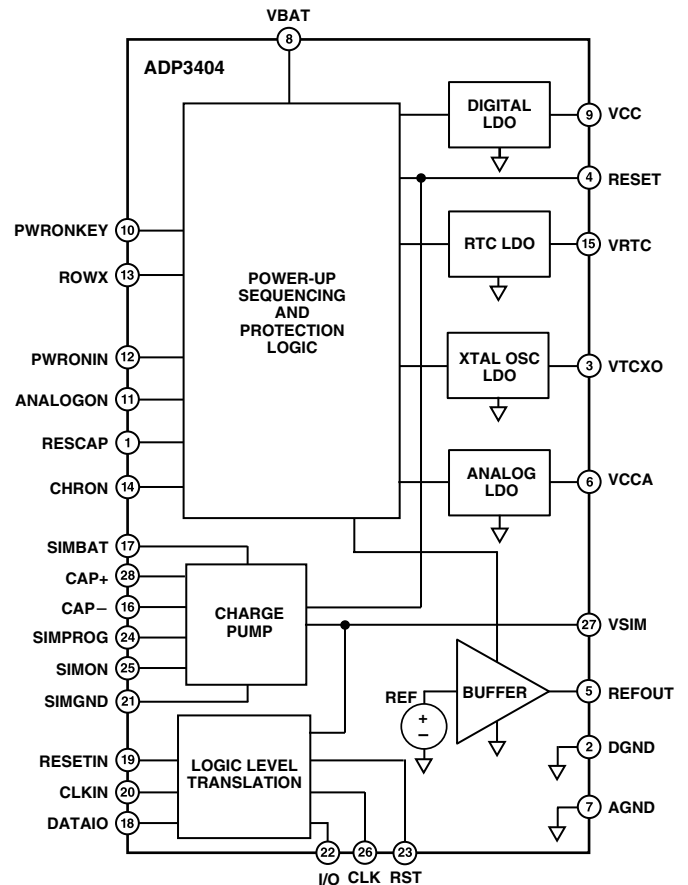 VBAT
8
ADP3404
DIGITAL
LDO
9 VCC
4 RESET
PWRONKEY 10
RTC LDO
15 VRTC
ROWX 13
POWER-UP
SEQUENCING
AND
PROTECTION
LOGIC
PWRONIN 12
XTAL OSC
LDO
3 VTCXO
ANALOGON 11
RESCAP 1
ANALOG
LDO
6 VCCA
CHRON 14
SIMBAT 17
CAP+ 28
CAP− 16
CHARGE
PUMP
SIMPROG 24
27 VSIM
SIMON 25
SIMGND 21
REF
+
−
BUFFER
5 REFOUT
2 DGND
RESETIN 19
LOGIC LEVEL
TRANSLATION
CLKIN 20
7 AGND
DATAIO 18
22 26 23
I/O CLK RST